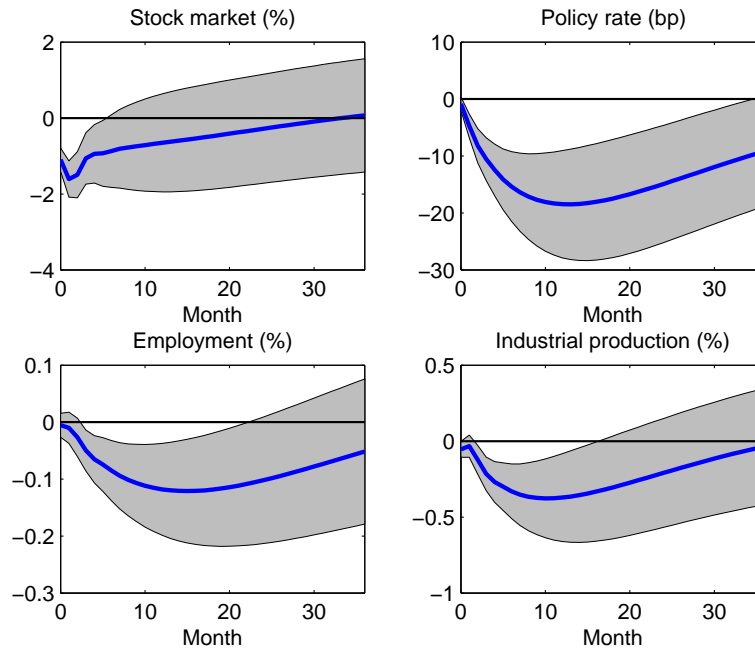 Stock market (%)
2
0
−2
−4
0 10 20 30
Month
Policy rate (bp)
10
0
−10
−20
−30
0 10 20 30
Month
Employment (%)
0.1
0
−0.1
−0.2
−0.3
0 10 20 30
Month
Industrial production (%)
0.5
0
−0.5
−1
0 10 20 30
Month